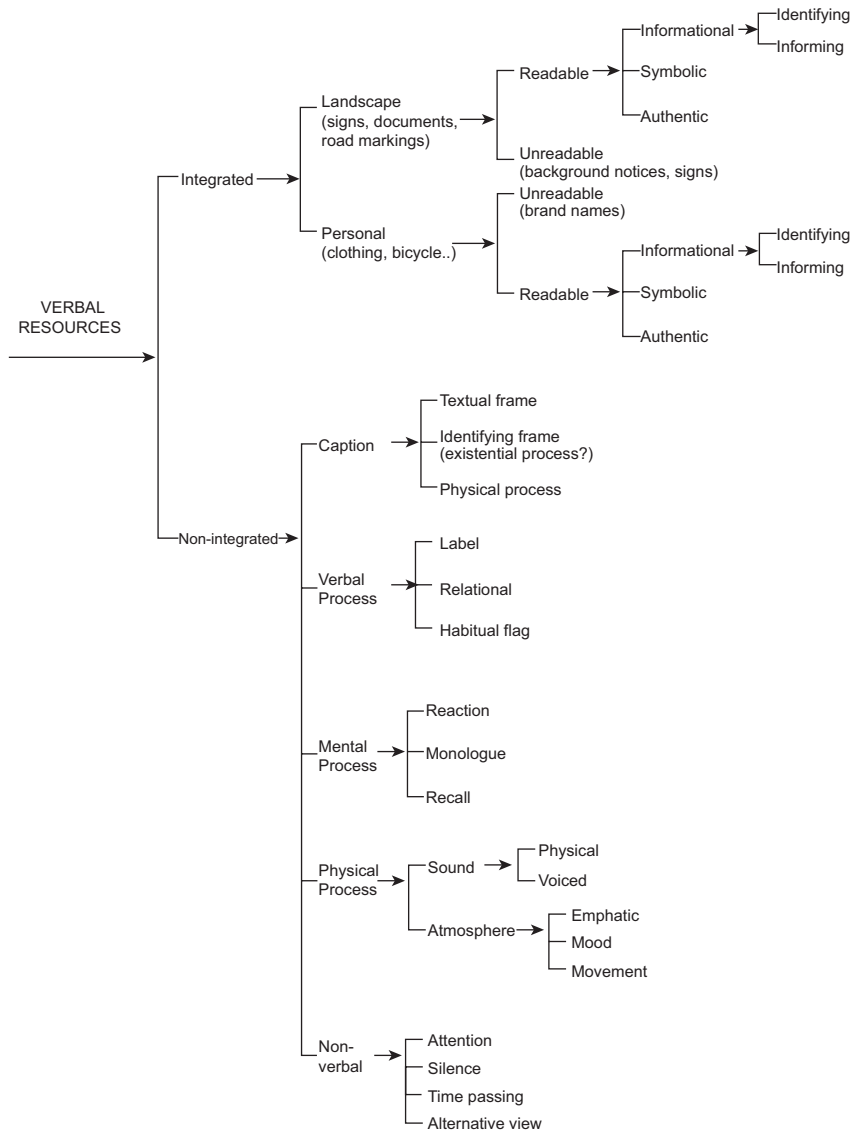 Identifying
Informational
Informing
Readable
Symbolic
Landscape
(signs, documents,
road markings)
Authentic
Unreadable
(background notices, signs)
Integrated
Unreadable
(brand names)
Personal
(clothing, bicycle..)
Identifying
Informational
Informing
Readable
Symbolic
Authentic
VERBAL
RESOURCES
Textual frame
Caption
Identifying frame
(existential process?)
Physical process
Non-integrated
Label
Verbal
Process
Relational
Habitual flag
Reaction
Mental
Process
Monologue
Recall
Physical
Process
Sound
Physical
Voiced
Atmosphere
Emphatic
Mood
Movement
Non-
verbal
Attention
Silence
Time passing
Alternative view